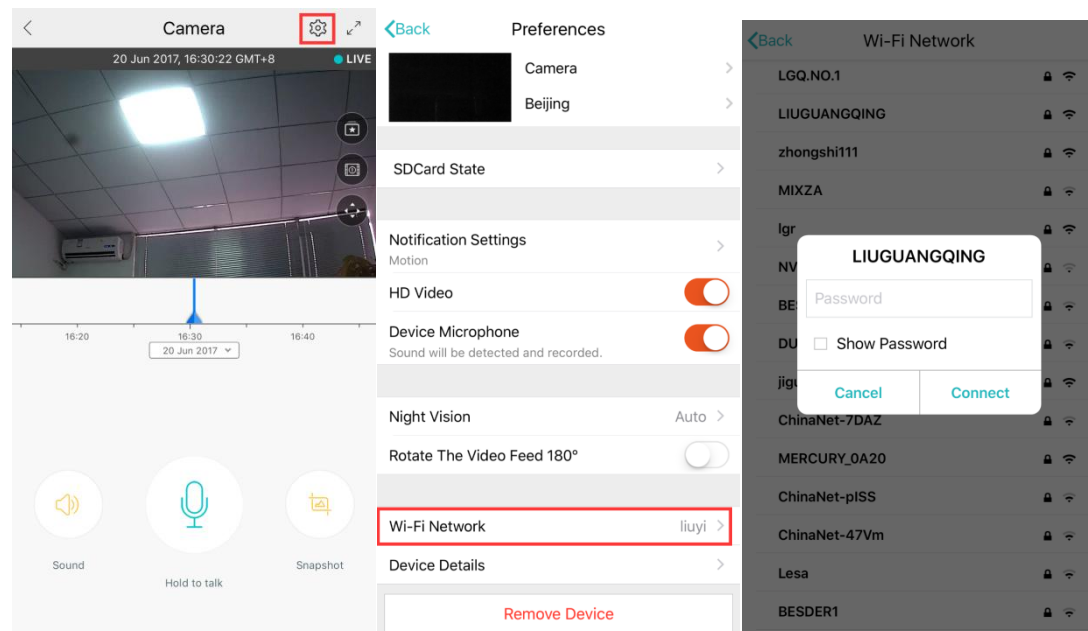 Camera
20 Jun 2017, 16:30:22 GMT+8
LIVE
16:20
16:30
16:40
20 Jun 2017
Sound
Hold to talk
Snapshot
Back
Preferences
Camera
Beijing
SDCard State
Notification Settings
Motion
HD Video
Device Microphone
Sound will be detected and recorded.
Night Vision
Auto
Rotate The Video Feed 180°
Wi-Fi Network
liuyi
Device Details
Remove Device
Back
Wi-Fi Network
LGQ.NO.1
LIUGUANGQING
zhongshi111
MIXZA
lgr
NV
BE
DU
jigu
LIUGUANGQING
Password
Show Password
Cancel
Connect
ChinaNet-7DAZ
MERCURY_0A20
ChinaNet-pISS
ChinaNet-47Vm
Lesa
BESDER1